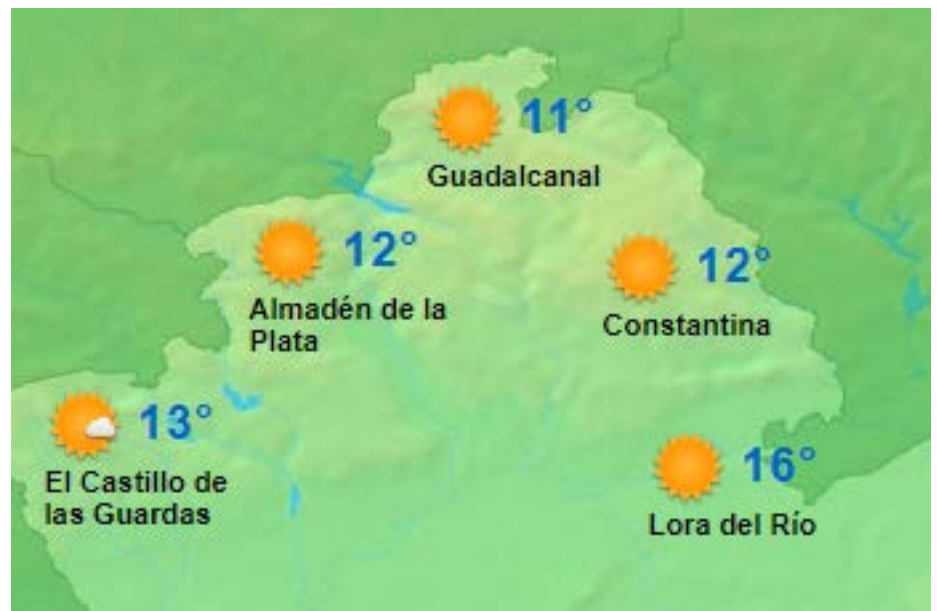 11°
Guadalcanal
12°
Almadén de la
Plata
12°
Constantina
13°
El Castillo de
las Guardas
16°
Lora del Río